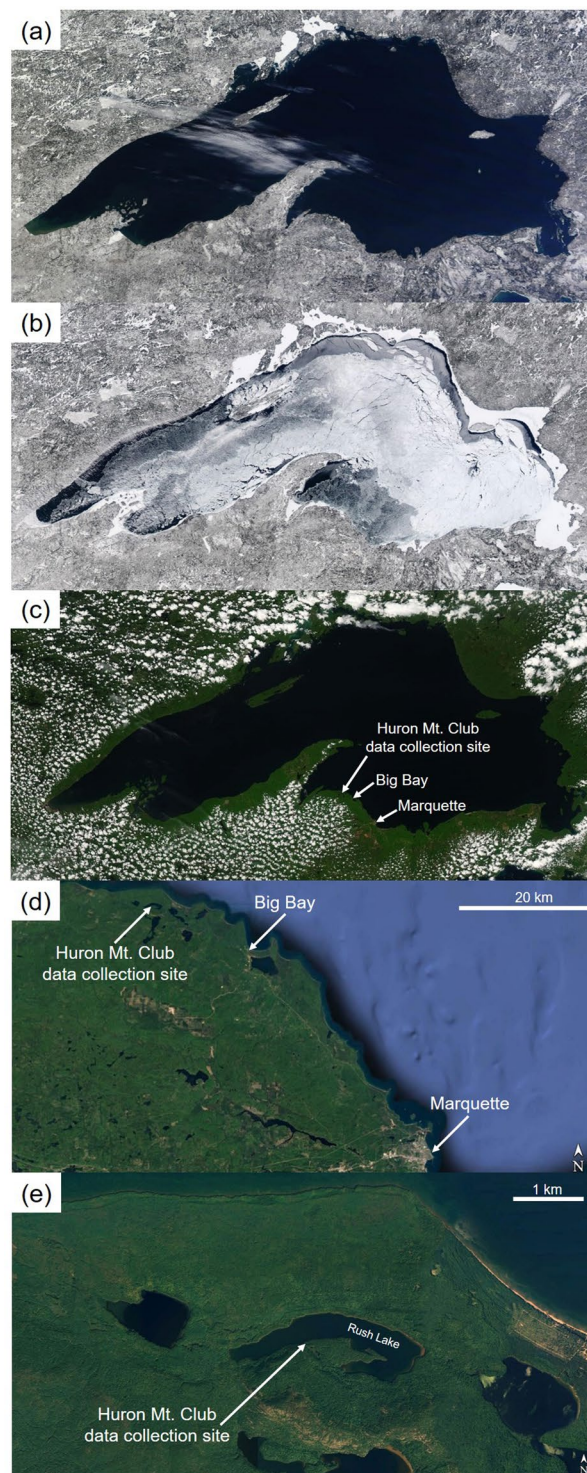 (a)
(b)
(c)
Huron Mt. Club
data collection site
Big Bay
Marquette
(d)
Big Bay
20 km
Huron Mt. Club
data collection site
Marquette
N
(e)
1 km
Rush Lake
Huron Mt. Club
data collection site
N